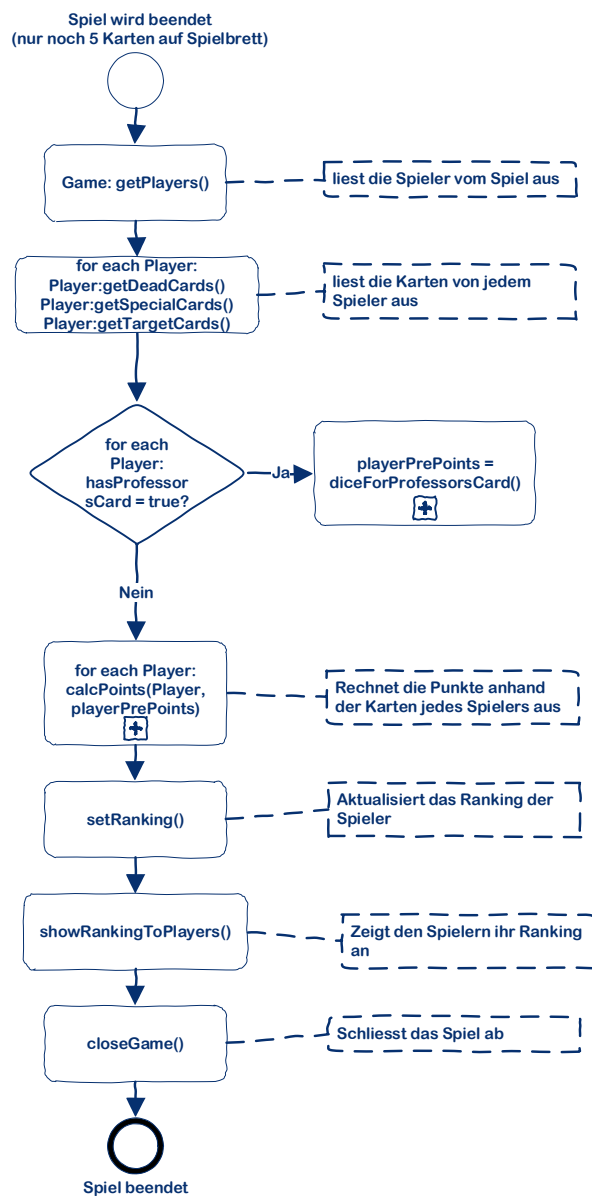 Spiel wird beendet
(nur noch 5 Karten auf Spielbrett)
Game: getPlayers()
liest die Spieler vom Spiel aus
for each Player:
Player:getDeadCards()
Player:getSpecialCards()
Player:getTargetCards()
liest die Karten von jedem
Spieler aus
for each
Player:
hasProfessor
sCard = true?
Ja
playerPrePoints =
diceForProfessorsCard()
Nein
for each Player:
calcPoints(Player,
playerPrePoints)
Rechnet die Punkte anhand
der Karten jedes Spielers aus
setRanking()
Aktualisiert das Ranking der
Spieler
showRankingToPlayers()
Zeigt den Spielern ihr Ranking
an
closeGame()
Schliesst das Spiel ab
Spiel beendet